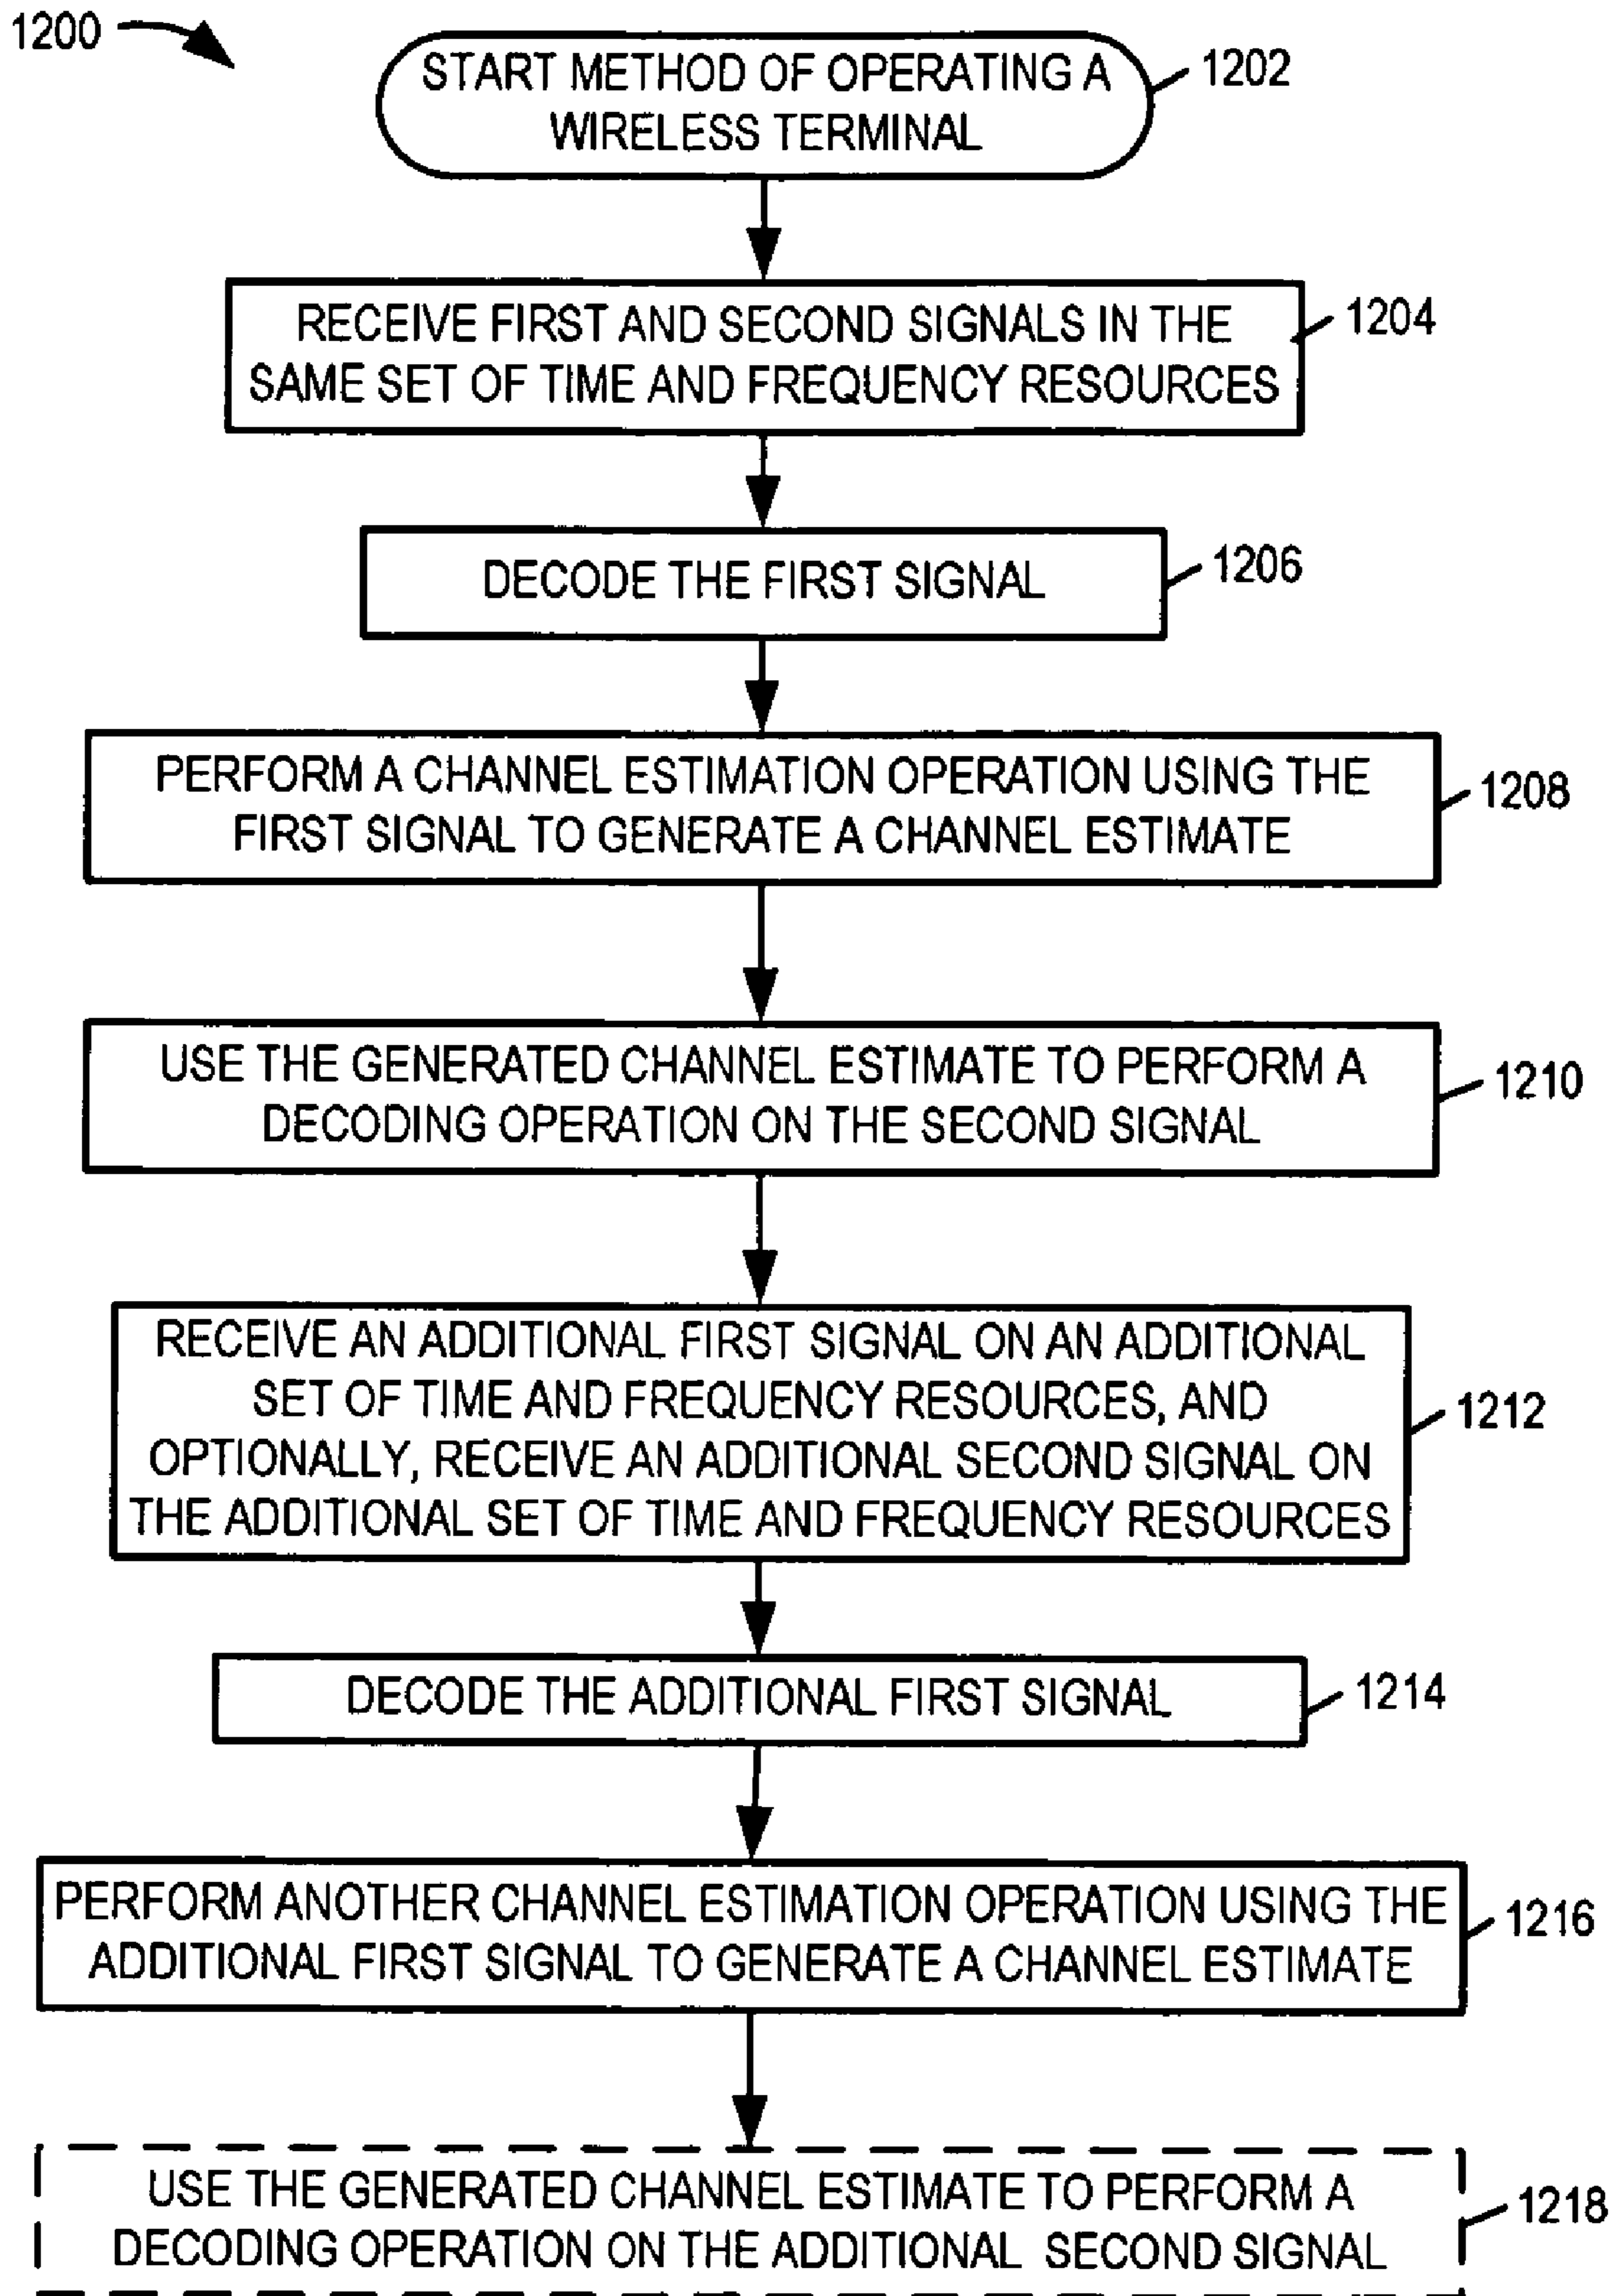 1200
START METHOD OF OPERATING A
WIRELESS TERMINAL
1202
RECEIVE FIRST AND SECOND SIGNALS IN THE
SAME SET OF TIME AND FREQUENCY RESOURCES
1204
DECODE THE FIRST SIGNAL
1206
PERFORM A CHANNEL ESTIMATION OPERATION USING THE
FIRST SIGNAL TO GENERATE A CHANNEL ESTIMATE
1208
USE THE GENERATED CHANNEL ESTIMATE TO PERFORM A
DECODING OPERATION ON THE SECOND SIGNAL
1210
RECEIVE AN ADDITIONAL FIRST SIGNAL ON AN ADDITIONAL
SET OF TIME AND FREQUENCY RESOURCES, AND
OPTIONALLY, RECEIVE AN ADDITIONAL SECOND SIGNAL ON
THE ADDITIONAL SET OF TIME AND FREQUENCY RESOURCES
1212
DECODE THE ADDITIONAL FIRST SIGNAL
1214
PERFORM ANOTHER CHANNEL ESTIMATION OPERATION USING THE
ADDITIONAL FIRST SIGNAL TO GENERATE A CHANNEL ESTIMATE
1216
USE THE GENERATED CHANNEL ESTIMATE TO PERFORM A
DECODING OPERATION ON THE ADDITIONAL SECOND SIGNAL
1218